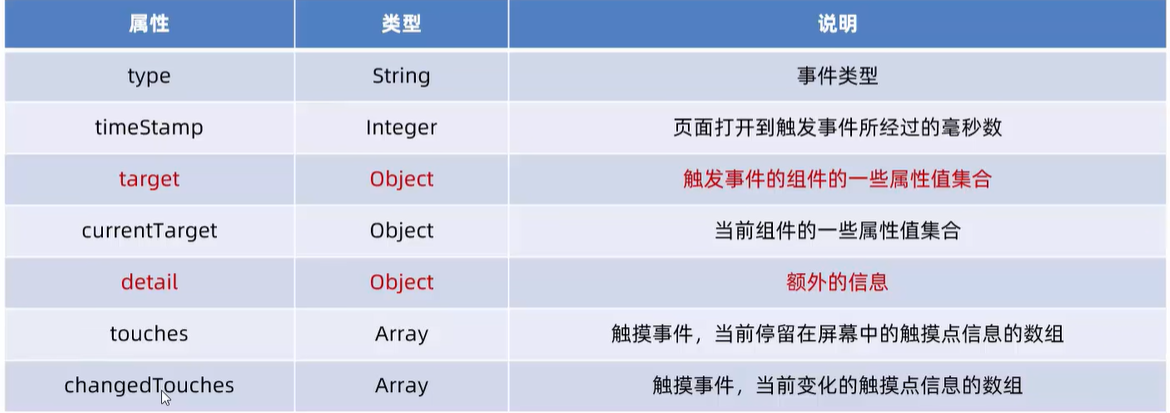 属性 类型 说明
type String 事件类型
timeStamp Integer 页面打开到触发事件所经过的毫秒数
target Object 触发事件的组件的一些属性值集合
currentTarget Object 当前组件的一些属性值集合
detail Object 额外的信息
touches Array 触摸事件，当前停留在屏幕中的触摸点信息的数组
changedTouches Array 触摸事件，当前变化的触摸点信息的数组